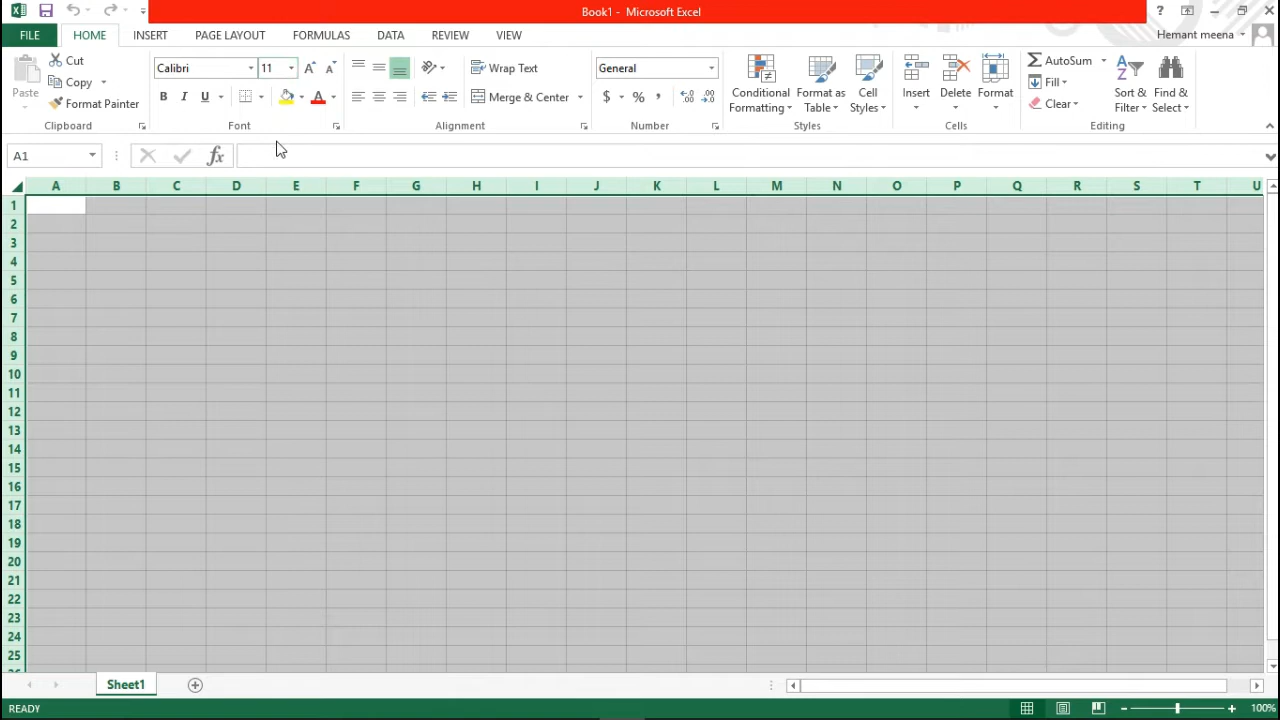 Book1 - Microsoft Excel
?
FILE HOME INSERT PAGE LAYOUT FORMULAS DATA REVIEW VIEW Hemant meena
Paste Cut Copy Format Painter Clipboard
Calibri 11 B I U A Font
Wrap Text Merge & Center Alignment
General $ % , Number
Conditional Formatting Format as Table Cell Styles Styles
Insert Delete Format Cells
AutoSum Fill Clear Sort & Filter Find & Select Editing
A1 fx
A B C D E F G H I J K L M N O P Q R S T U
1
2
3
4
5
6
7
8
9
10
11
12
13
14
15
16
17
18
19
20
21
22
23
24
25
Sheet1
READY 100%